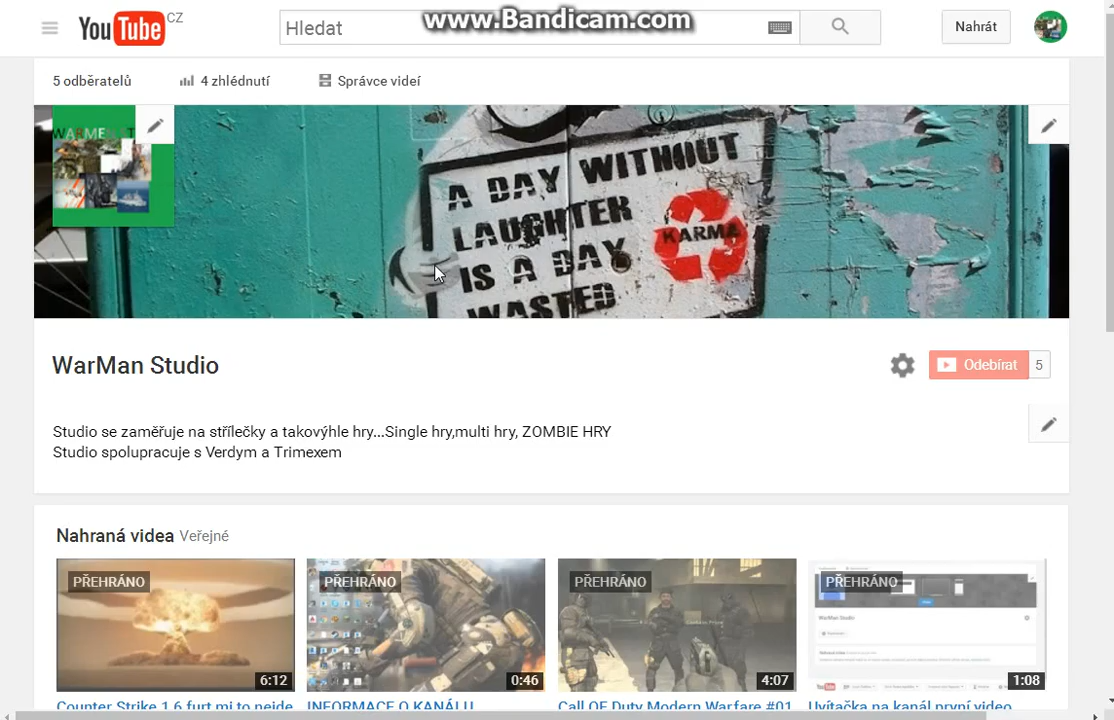 www.Bandicam.com
YouTube CZ
Hledat
Nahrát
5 odběratelů
4 zhlédnutí
Správce videí
A DAY WITHOUT
LAUGHTER
IS A DAY
WASTED
KARMA
WarMan Studio
Odebírat
5
Studio se zaměřuje na střílečky a takovýhle hry...Single hry,multi hry, ZOMBIE HRY
Studio spolupracuje s Verdym a Trimexem
Nahraná videa Veřejné
PŘEHRÁNO
6:12
PŘEHRÁNO
0:46
PŘEHRÁNO
4:07
PŘEHRÁNO
WarMan Studio
1:08
Counter Strike 1.6 furt mi to nejde
INFORMACE O KANÁLU
Call OF Duty Modern Warfare #01
Uvítačka na kanál první video